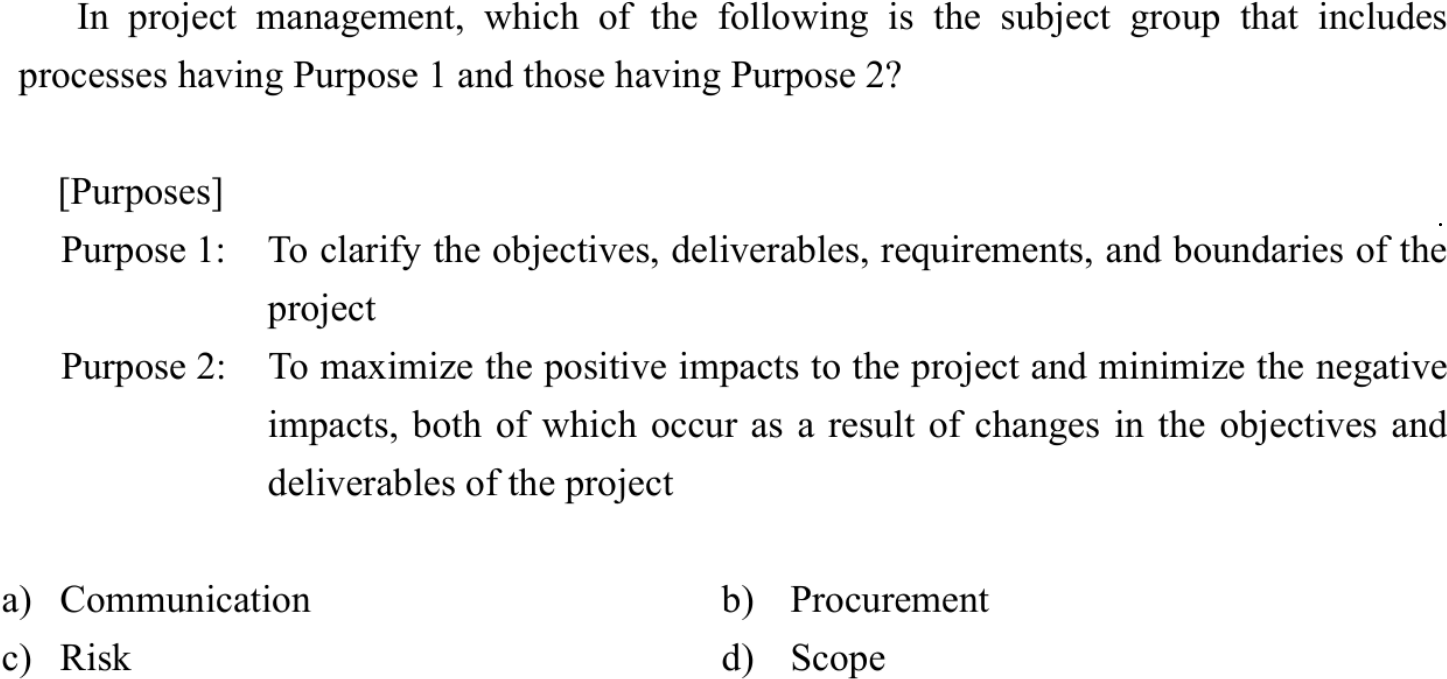 In project management, which of the following is the subject group that includes
processes having Purpose 1 and those having Purpose 2?
[Purposes]
Purpose 1: To clarify the objectives, deliverables, requirements, and boundaries of the
project
Purpose 2: To maximize the positive impacts to the project and minimize the negative
impacts, both of which occur as a result of changes in the objectives and
deliverables of the project
a) Communication b) Procurement
c) Risk d) Scope